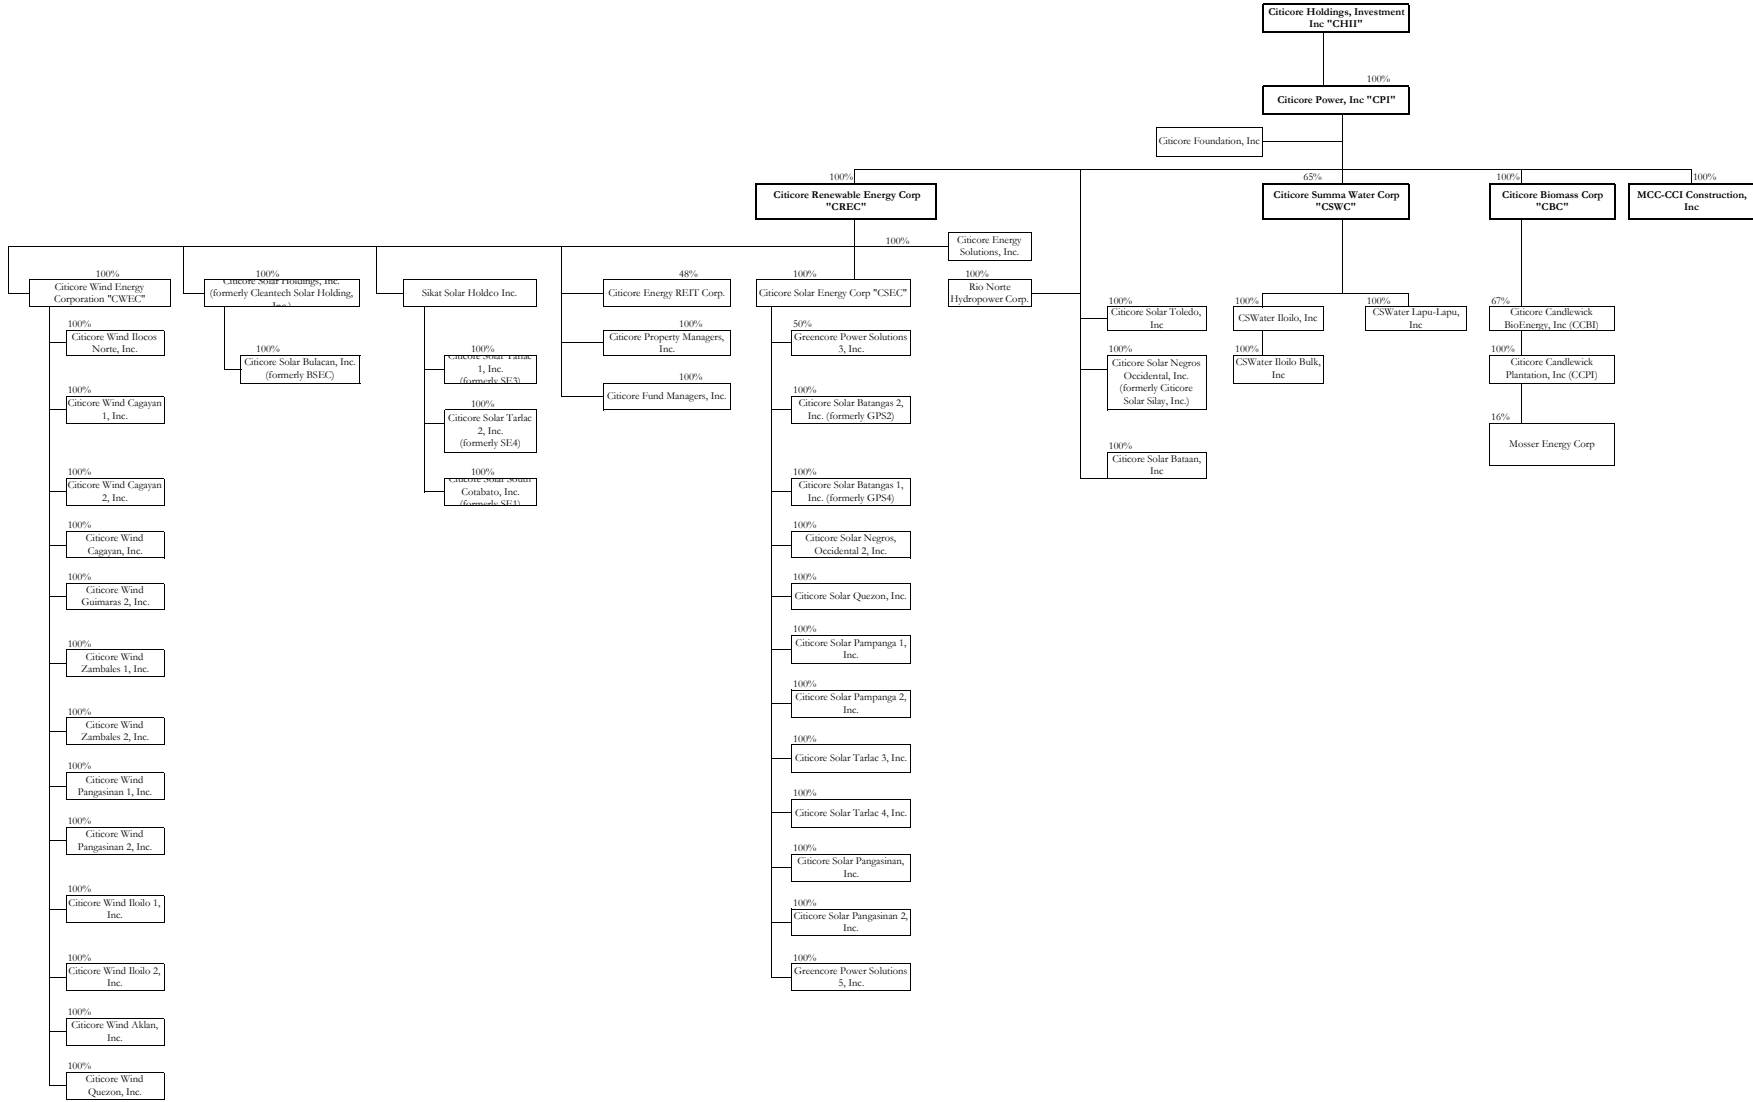 Citicore Holdings, Investment
Inc "CHII"
100%
Citicore Power, Inc "CPI"
Citicore Foundation, Inc
100%
Citicore Renewable Energy Corp
"CREC"
65%
Citicore Summa Water Corp
"CSWC"
100%
Citicore Biomass Corp
"CBC"
100%
MCC-CCI Construction,
Inc
100%
Citicore Energy
Solutions, Inc.
100%
Citicore Wind Energy
Corporation "CWEC"
100%
Citicore Solar Holdings, Inc.
(formerly Cleantech Solar Holding,
Inc.)
Sikat Solar Holdco Inc.
48%
Citicore Energy REIT Corp.
100%
Citicore Solar Energy Corp "CSEC"
100%
Rio Norte
Hydropower Corp.
100%
Citicore Wind Ilocos
Norte, Inc.
100%
Citicore Wind Cagayan
1, Inc.
100%
Citicore Wind Cagayan
2, Inc.
100%
Citicore Wind
Cagayan, Inc.
100%
Citicore Wind
Guimaras 2, Inc.
100%
Citicore Wind
Zambales 1, Inc.
100%
Citicore Wind
Zambales 2, Inc.
100%
Citicore Wind
Pangasinan 1, Inc.
100%
Citicore Wind
Pangasinan 2, Inc.
100%
Citicore Wind Iloilo 1,
Inc.
100%
Citicore Wind Iloilo 2,
Inc.
100%
Citicore Wind Aklan,
Inc.
100%
Citicore Wind
Quezon, Inc.
100%
Citicore Solar Bulacan, Inc.
(formerly BSEC)
100%
Citicore Solar Tarlac
1, Inc.
(formerly SE3)
100%
Citicore Solar Tarlac
2, Inc.
(formerly SE4)
100%
Citicore Solar South
Cotabato, Inc.
(formerly SE1)
100%
Citicore Property Managers,
Inc.
100%
Citicore Fund Managers, Inc.
50%
Greencore Power Solutions
3, Inc.
100%
Citicore Solar Batangas 2,
Inc. (formerly GPS2)
100%
Citicore Solar Batangas 1,
Inc. (formerly GPS4)
100%
Citicore Solar Negros,
Occidental 2, Inc.
100%
Citicore Solar Quezon, Inc.
100%
Citicore Solar Pampanga 1,
Inc.
100%
Citicore Solar Pampanga 2,
Inc.
100%
Citicore Solar Tarlac 3, Inc.
100%
Citicore Solar Tarlac 4, Inc.
100%
Citicore Solar Pangasinan,
Inc.
100%
Citicore Solar Pangasinan 2,
Inc.
100%
Greencore Power Solutions
5, Inc.
100%
Citicore Solar Toledo,
Inc
100%
Citicore Solar Negros
Occidental, Inc.
(formerly Citicore
Solar Silay, Inc.)
100%
Citicore Solar Bataan,
Inc
100%
CSWater Iloilo, Inc
100%
CSWater Iloilo Bulk,
Inc
100%
CSWater Lapu-Lapu,
Inc
67%
Citicore Candlewick
BioEnergy, Inc (CCBI)
100%
Citicore Candlewick
Plantation, Inc (CCPI)
16%
Mosser Energy Corp